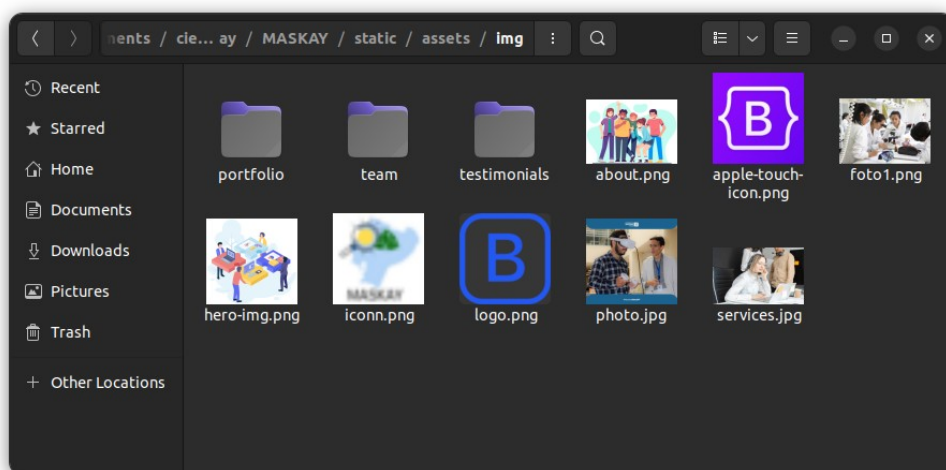 ments / cie... ay / MASKAY / static / assets / img
Recent
Starred
Home
Documents
Downloads
Pictures
Trash
Other Locations
portfolio
team
testimonials
about.png
B
apple-touch-
icon.png
foto1.png
hero-img.png
MASKAY
iconn.png
B
logo.png
photo.jpg
services.jpg